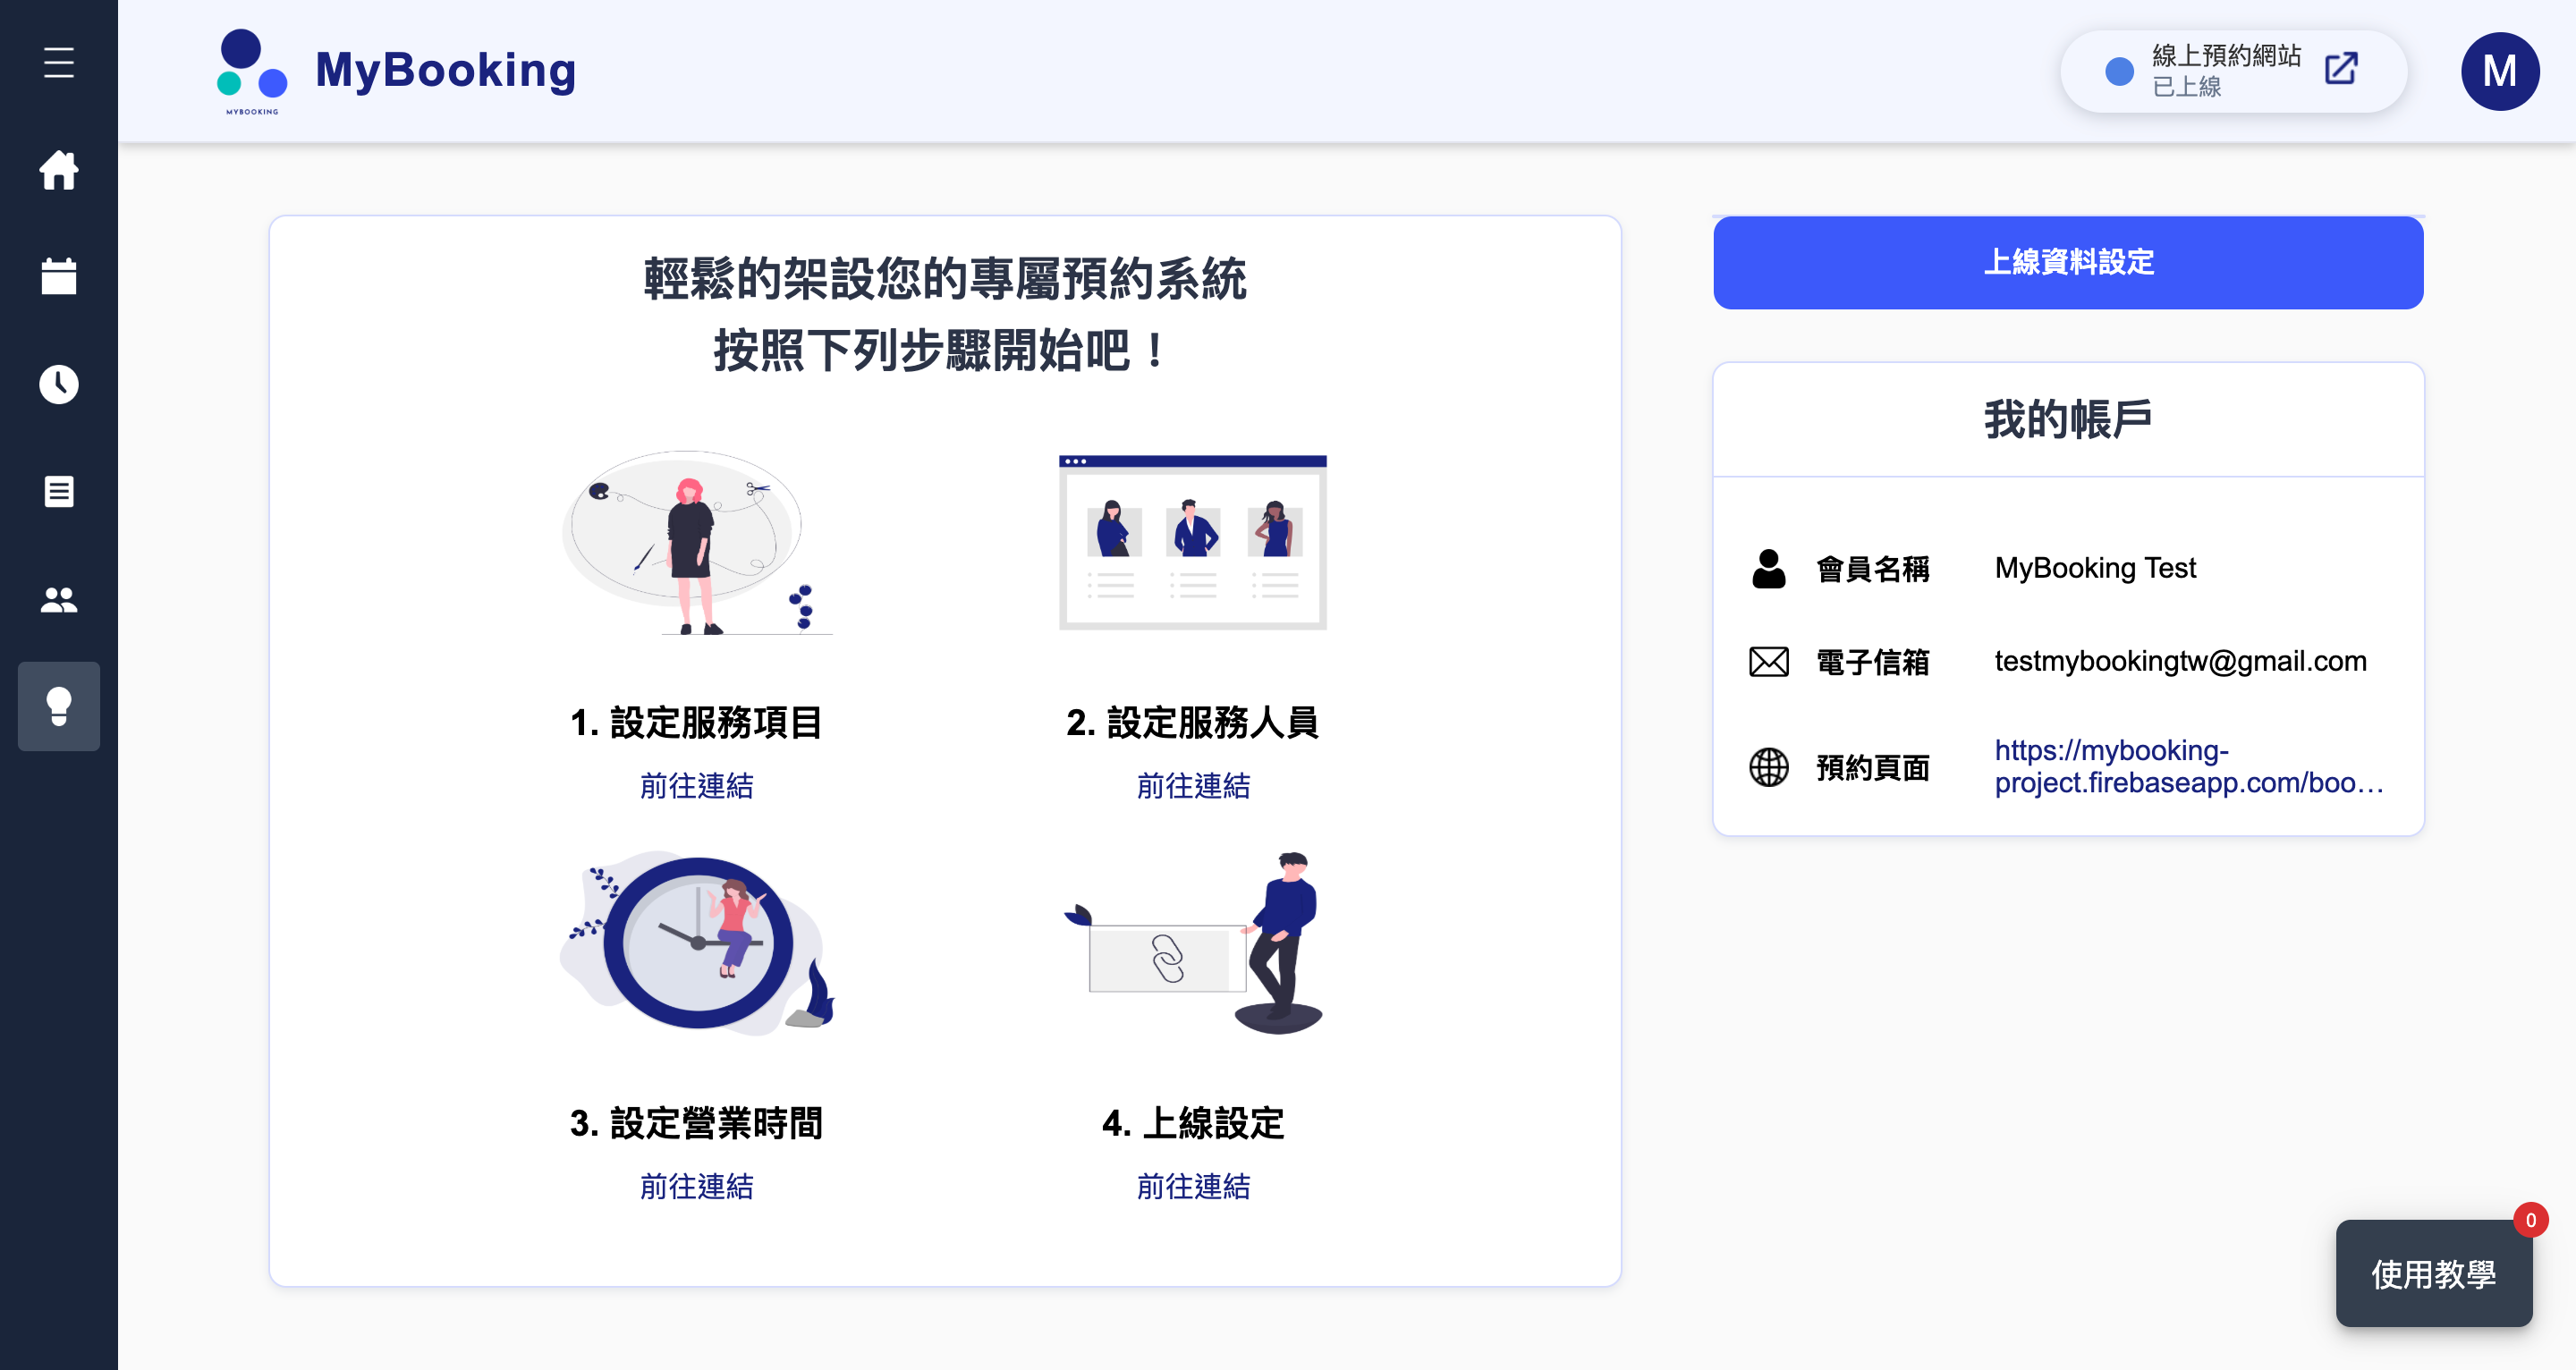 MYBOOKING
MyBooking
線上預約網站
已上線
M
輕鬆的架設您的專屬預約系統
按照下列步驟開始吧！
1. 設定服務項目
前往連結
2. 設定服務人員
前往連結
3. 設定營業時間
前往連結
4. 上線設定
前往連結
上線資料設定
我的帳戶
會員名稱 MyBooking Test
電子信箱 testmybookingtw@gmail.com
預約頁面 https://mybooking-
project.firebaseapp.com/boo...
0
使用教學